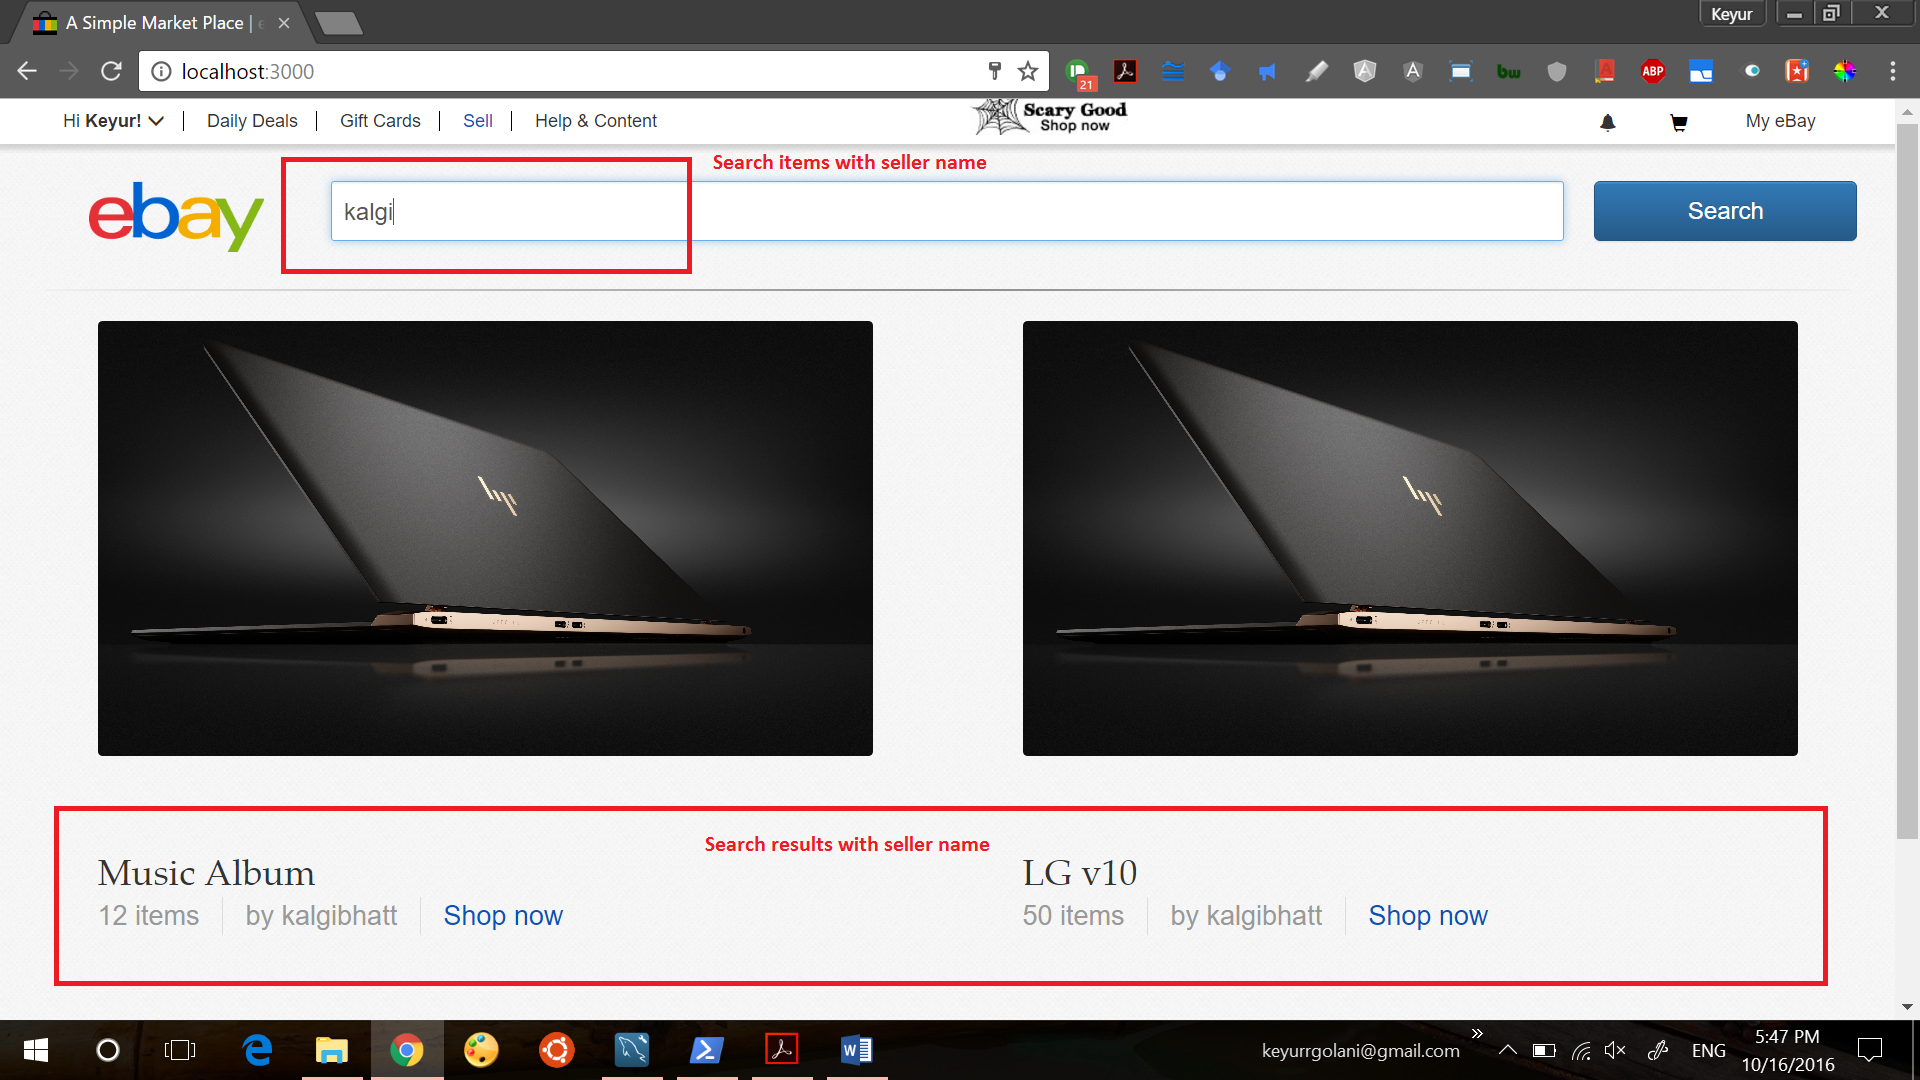 A Simple Market Place | e
Keyur
localhost:3000
21
ABP
bw
Hi Keyur!
Daily Deals
Gift Cards
Sell
Help & Content
Scary Good
Shop now
My eBay
Search items with seller name
ebay
kalgi
Search
hp
hp
Search results with seller name
Music Album
12 items
by kalgibhatt
Shop now
LG v10
50 items
by kalgibhatt
Shop now
keyurrgolani@gmail.com
ENG
5:47 PM
10/16/2016